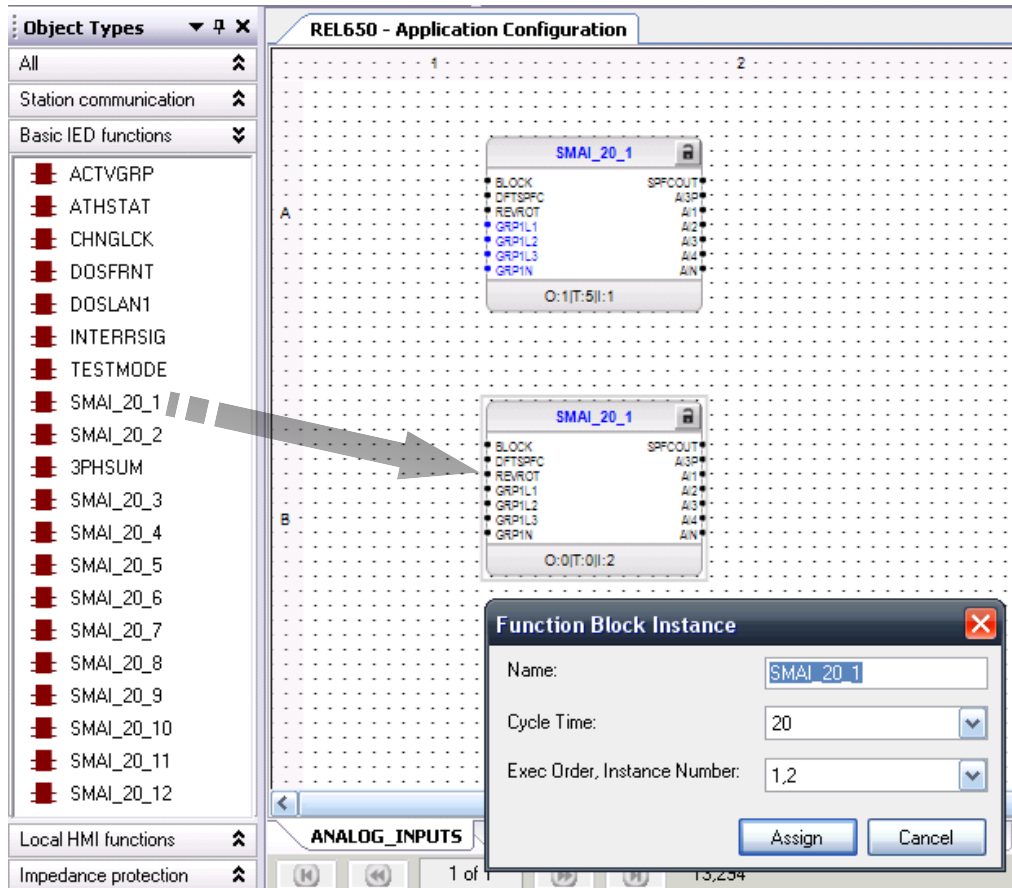 Object Types
All
Station communication
Basic IED functions
ACTVGRP
ATHSTAT
CHNGLCK
DOSFRNT
DOSLAN1
INTERRSIG
TESTMODE
SMAI_20_1
SMAI_20_2
3PHSUM
SMAI_20_3
SMAI_20_4
SMAI_20_5
SMAI_20_6
SMAI_20_7
SMAI_20_8
SMAI_20_9
SMAI_20_10
SMAI_20_11
SMAI_20_12
Local HMI functions
Impedance protection
REL650 - Application Configuration
1 2
A
SMAI_20_1
BLOCK SPFCOUT
DFTSPFC AI3P
REVROT AI1
GRP1L1 AI2
GRP1L2 AI3
GRP1L3 AI4
GRP1N AIN
O:1|T:5|I:1
B
SMAI_20_1
BLOCK SPFCOUT
DFTSPFC AI3P
REVROT AI1
GRP1L1 AI2
GRP1L2 AI3
GRP1L3 AI4
GRP1N AIN
O:0|T:0|I:2
Function Block Instance
Name: SMAI_20_1
Cycle Time: 20
Exec Order, Instance Number: 1,2
Assign Cancel
ANALOG_INPUTS
1 of 1 13,294